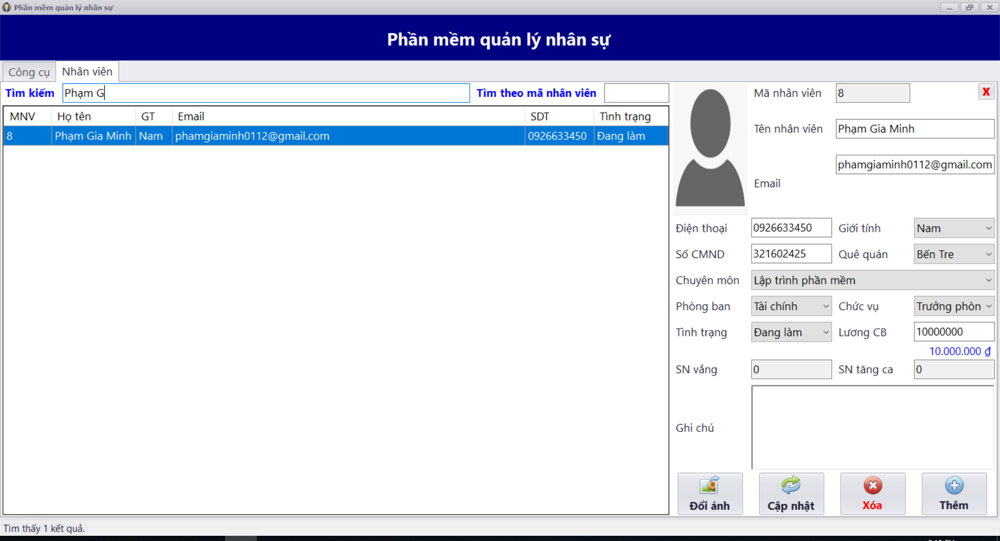 Phần mềm quản lý nhân sự
Phần mềm quản lý nhân sự
Công cụ Nhân viên
Tìm kiếm Phạm G Tìm theo mã nhân viên
MNV Họ tên GT Email SDT Tình trạng
8 Phạm Gia Minh Nam phamgiaminh0112@gmail.com 0926633450 Đang làm
Mã nhân viên 8 X
Tên nhân viên Phạm Gia Minh
phamgiaminh0112@gmail.com
Email
Điện thoại 0926633450 Giới tính Nam
Số CMND 321602425 Quê quán Bến Tre
Chuyên môn Lập trình phần mềm
Phòng ban Tài chính Chức vụ Trưởng phòn
Tình trạng Đang làm Lương CB 10000000
10.000.000 ₫
SN vắng 0 SN tăng ca 0
Ghi chú
Đổi ảnh Cập nhật Xóa Thêm
Tìm thấy 1 kết quả.